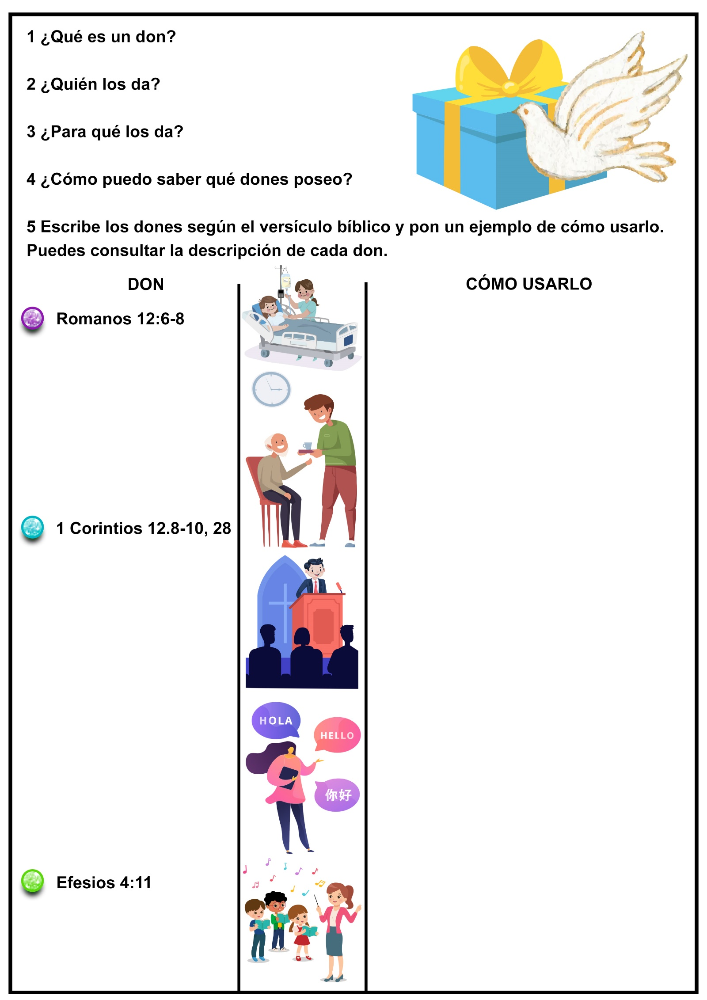 1 ¿Qué es un don?
2 ¿Quién los da?
3 ¿Para qué los da?
4 ¿Cómo puedo saber qué dones poseo?
5 Escribe los dones según el versículo bíblico y pon un ejemplo de cómo usarlo.
Puedes consultar la descripción de cada don.
DON
CÓMO USARLO
Romanos 12:6-8
1 Corintios 12.8-10, 28
HOLA
HELLO
你好
Efesios 4:11